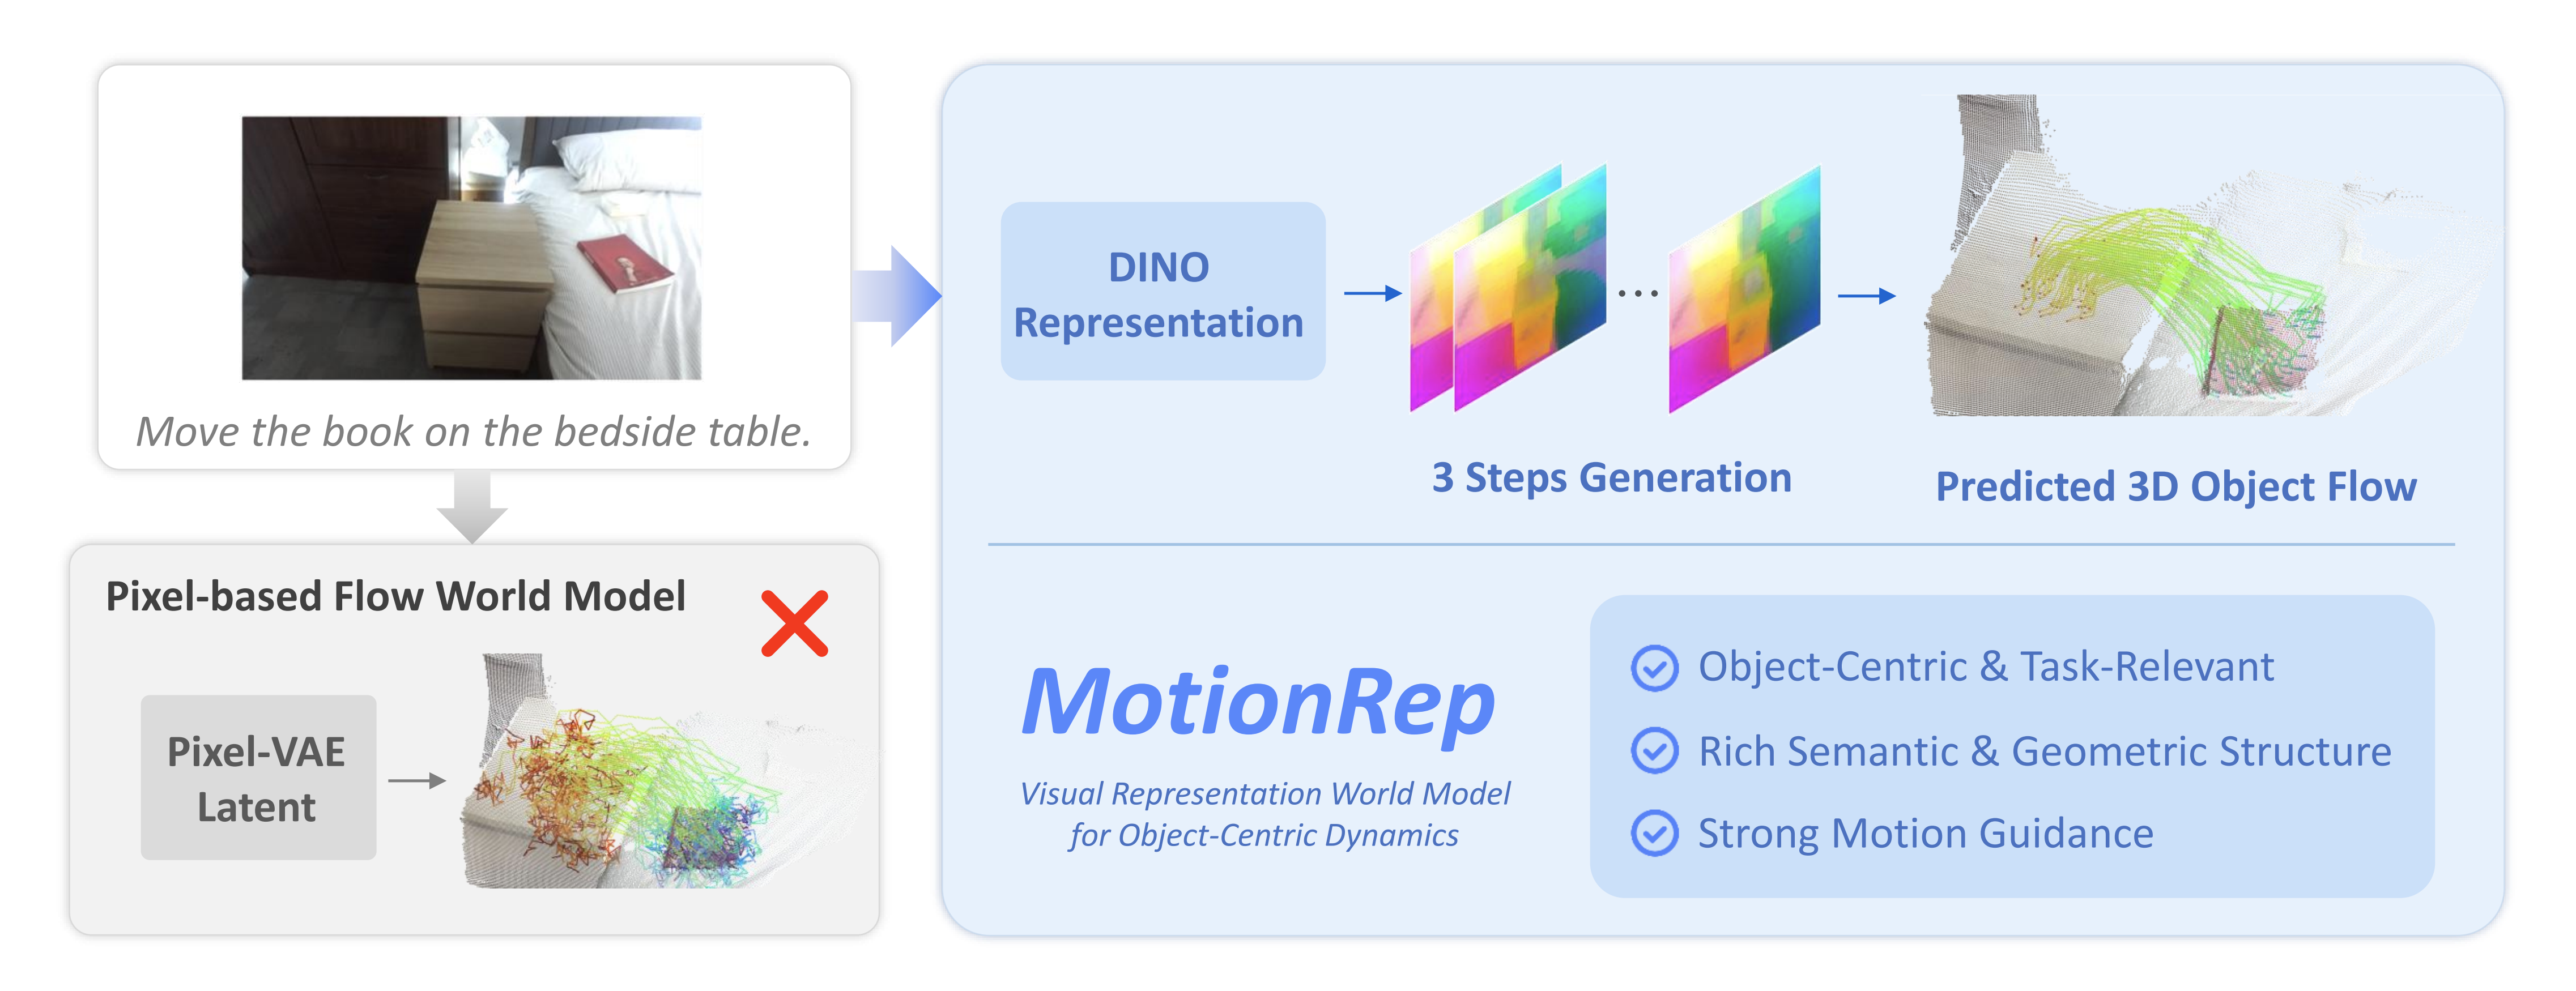 Move the book on the bedside table.
Pixel-based Flow World Model
Pixel-VAE
Latent
DINO
Representation
...
3 Steps Generation
Predicted 3D Object Flow
MotionRep
Visual Representation World Model
for Object-Centric Dynamics
Object-Centric & Task-Relevant
Rich Semantic & Geometric Structure
Strong Motion Guidance